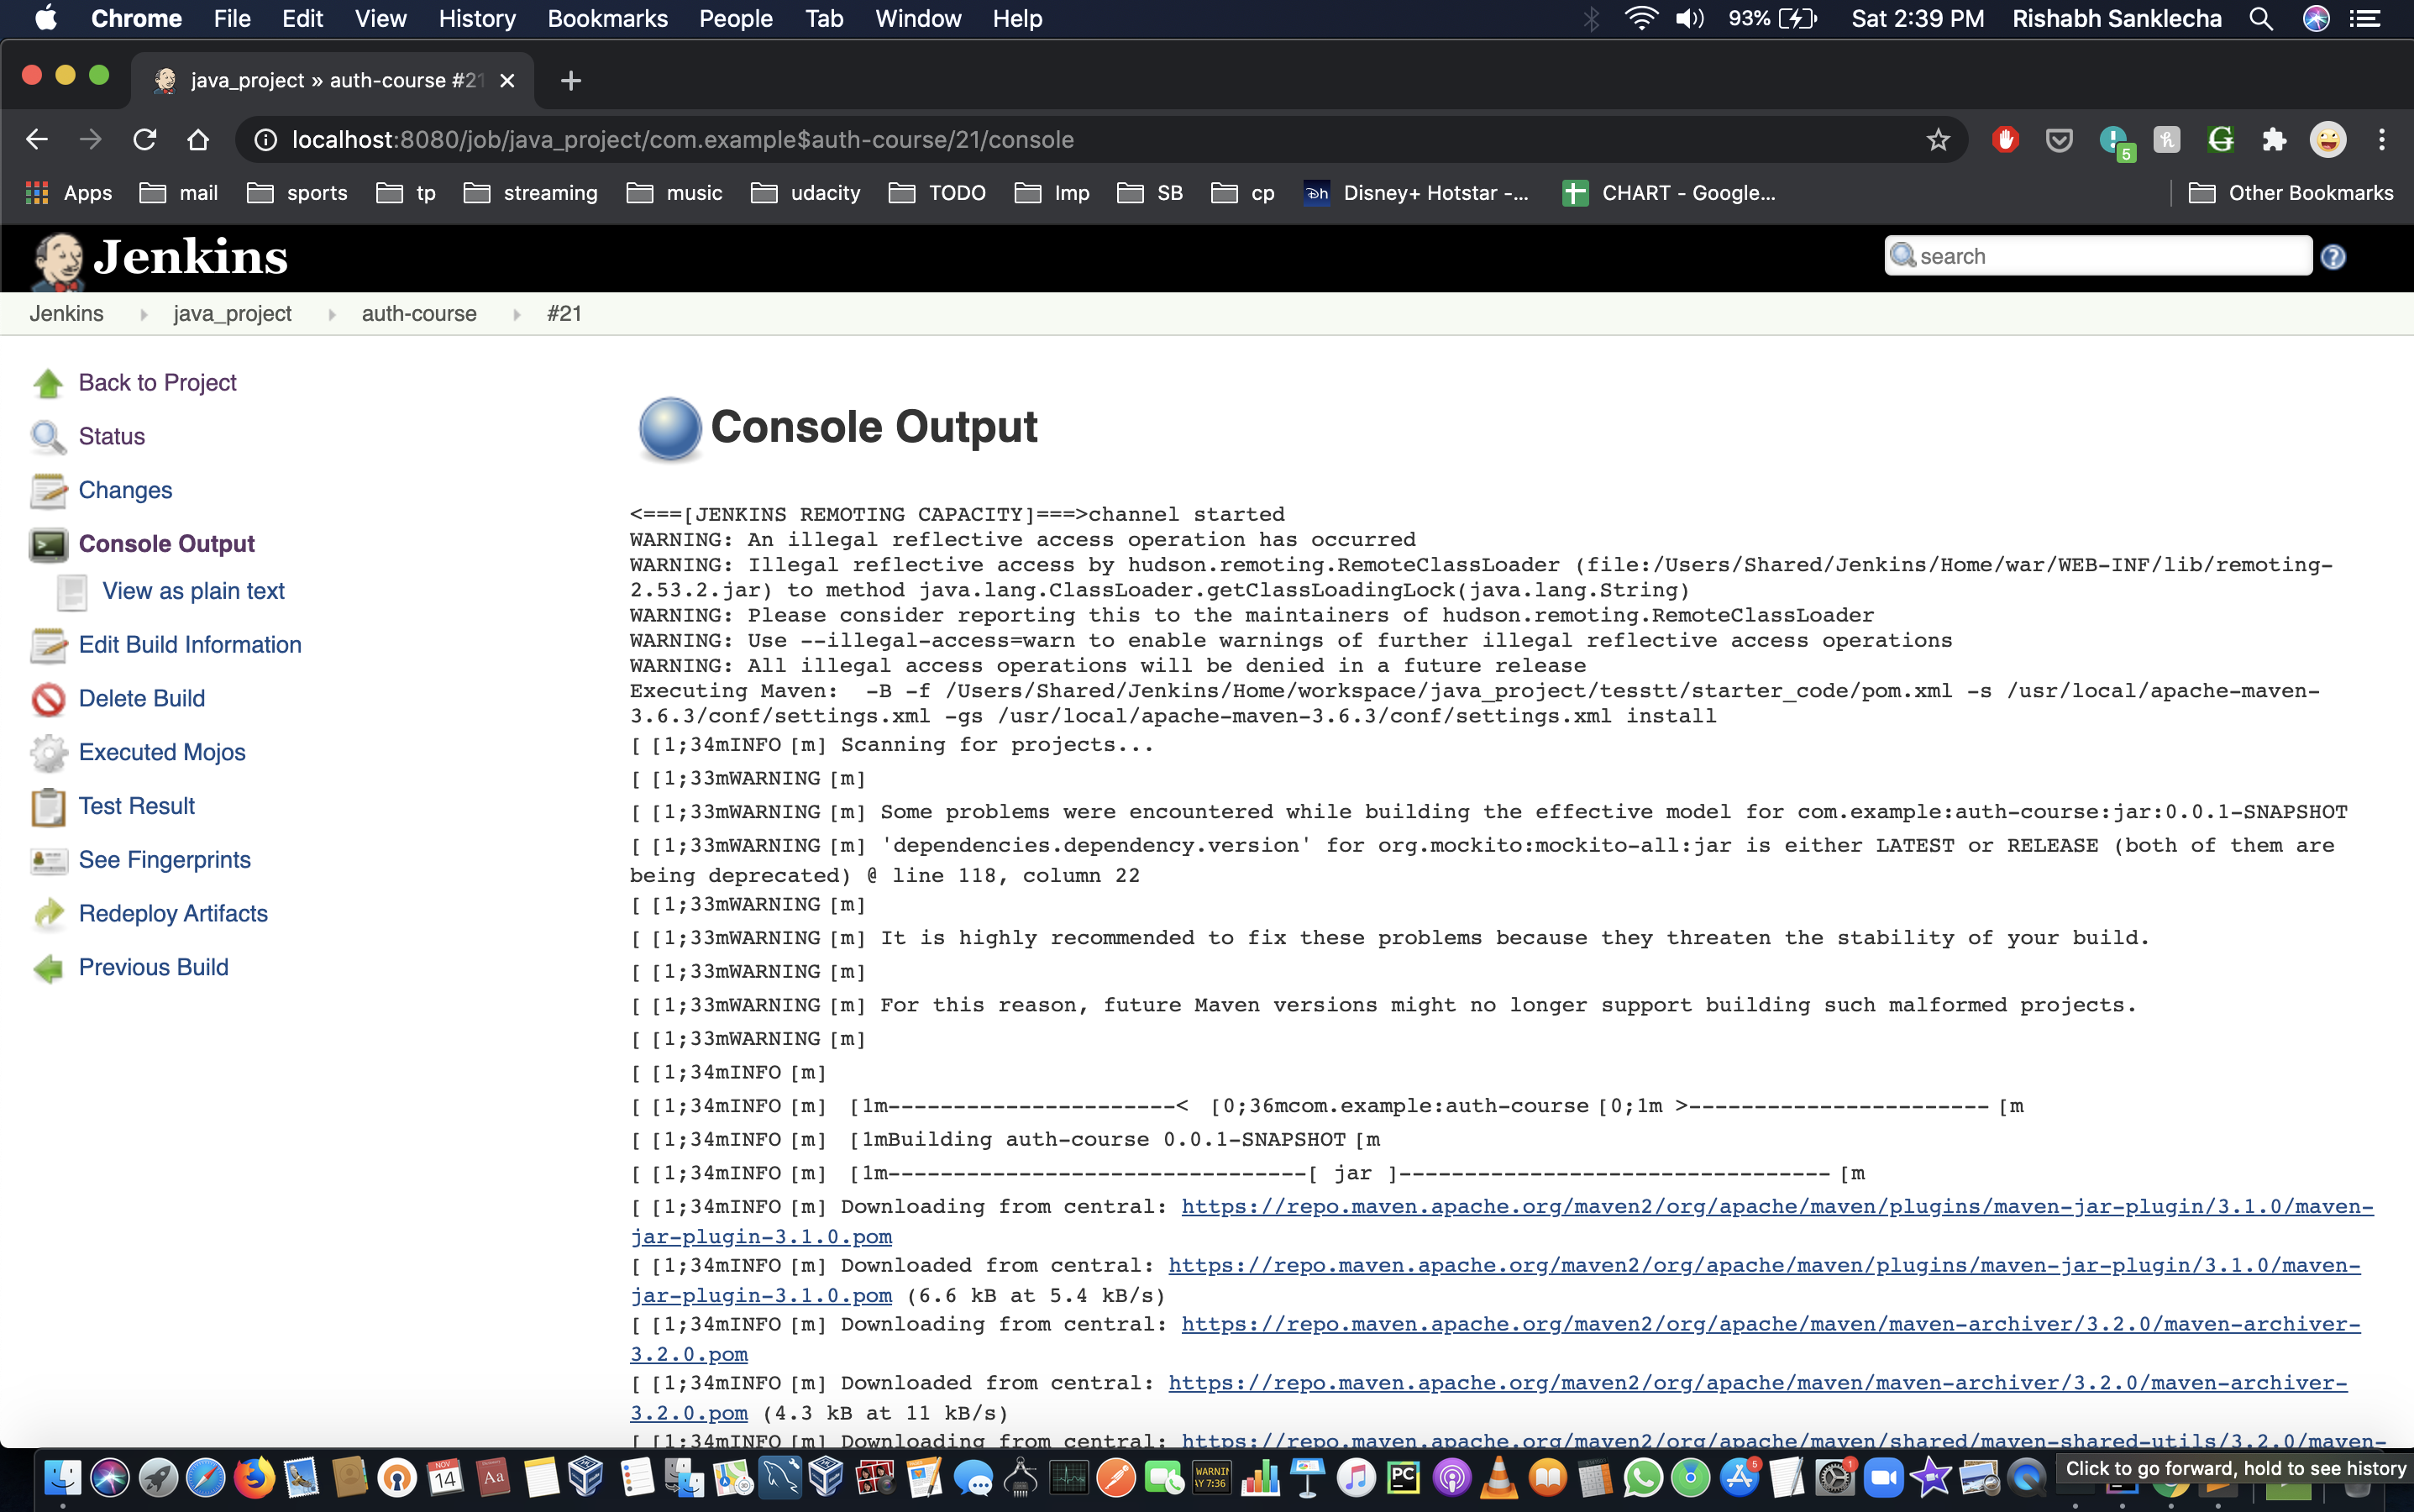 Chrome File Edit View History Bookmarks People Tab Window Help 93% Sat 2:39 PM Rishabh Sanklecha
java_project » auth-course #21
localhost:8080/job/java_project/com.example$auth-course/21/console
5
Apps mail sports tp streaming music udacity TODO Imp SB cp Disney+ Hotstar -... CHART - Google... Other Bookmarks
Jenkins search
Jenkins java_project auth-course #21
Back to Project
Status
Changes
Console Output
View as plain text
Edit Build Information
Delete Build
Executed Mojos
Test Result
See Fingerprints
Redeploy Artifacts
Previous Build
Console Output
<===[JENKINS REMOTING CAPACITY]===>channel started
WARNING: An illegal reflective access operation has occurred
WARNING: Illegal reflective access by hudson.remoting.RemoteClassLoader (file:/Users/Shared/Jenkins/Home/war/WEB-INF/lib/remoting-
2.53.2.jar) to method java.lang.ClassLoader.getClassLoadingLock(java.lang.String)
WARNING: Please consider reporting this to the maintainers of hudson.remoting.RemoteClassLoader
WARNING: Use --illegal-access=warn to enable warnings of further illegal reflective access operations
WARNING: All illegal access operations will be denied in a future release
Executing Maven:  -B -f /Users/Shared/Jenkins/Home/workspace/java_project/tesstt/starter_code/pom.xml -s /usr/local/apache-maven-
3.6.3/conf/settings.xml -gs /usr/local/apache-maven-3.6.3/conf/settings.xml install
[ [1;34mINFO [m] Scanning for projects...
[ [1;33mWARNING [m]
[ [1;33mWARNING [m] Some problems were encountered while building the effective model for com.example:auth-course:jar:0.0.1-SNAPSHOT
[ [1;33mWARNING [m] 'dependencies.dependency.version' for org.mockito:mockito-all:jar is either LATEST or RELEASE (both of them are
being deprecated) @ line 118, column 22
[ [1;33mWARNING [m]
[ [1;33mWARNING [m] It is highly recommended to fix these problems because they threaten the stability of your build.
[ [1;33mWARNING [m]
[ [1;33mWARNING [m] For this reason, future Maven versions might no longer support building such malformed projects.
[ [1;33mWARNING [m]
[ [1;34mINFO [m]
[ [1;34mINFO [m]  [1m----------------------< [0;36mcom.example:auth-course [0;1m >----------------------- [m
[ [1;34mINFO [m]  [1mBuilding auth-course 0.0.1-SNAPSHOT [m
[ [1;34mINFO [m]  [1m--------------------------------[ jar ]--------------------------------- [m
[ [1;34mINFO [m] Downloading from central: https://repo.maven.apache.org/maven2/org/apache/maven/plugins/maven-jar-plugin/3.1.0/maven-
jar-plugin-3.1.0.pom
[ [1;34mINFO [m] Downloaded from central: https://repo.maven.apache.org/maven2/org/apache/maven/plugins/maven-jar-plugin/3.1.0/maven-
jar-plugin-3.1.0.pom (6.6 kB at 5.4 kB/s)
[ [1;34mINFO [m] Downloading from central: https://repo.maven.apache.org/maven2/org/apache/maven/maven-archiver/3.2.0/maven-archiver-
3.2.0.pom
[ [1;34mINFO [m] Downloaded from central: https://repo.maven.apache.org/maven2/org/apache/maven/maven-archiver/3.2.0/maven-archiver-
3.2.0.pom (4.3 kB at 11 kB/s)
[ [1;34mINFO [m] Downloading from central: https://repo.maven.apache.org/maven2/org/apache/maven/shared/maven-shared-utils/3.2.0/maven-
NOV
14 Aa PC 5 1
Click to go forward, hold to see history